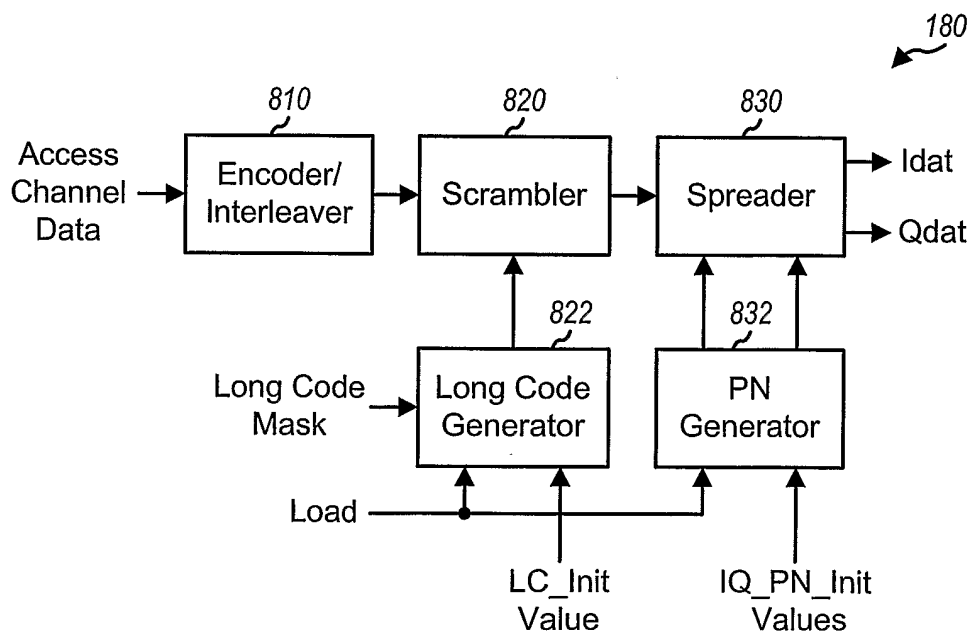 180
810
820
830
Access
Channel
Data
Encoder/
Interleaver
Scrambler
Spreader
Idat
Qdat
822
832
Long Code
Mask
Long Code
Generator
PN
Generator
Load
LC_Init
Value
IQ_PN_Init
Values